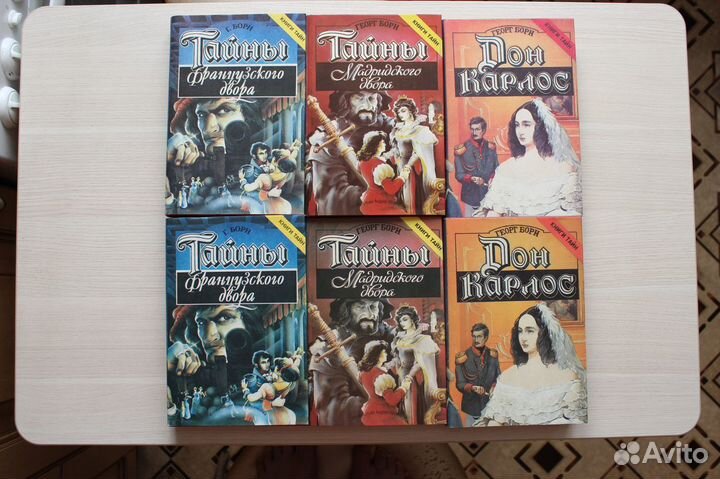 Г. БОРН
КНИГИ ТАЙН
Тайны
Французского
двора
ГЕОРГ БОРН
КНИГИ ТАЙН
Тайны
Мадридского
двора
ГЕОРГ БОРН
КНИГИ ТАЙН
Дон
Карлос
Г. БОРН
КНИГИ ТАЙН
Тайны
Французского
двора
ГЕОРГ БОРН
КНИГИ ТАЙН
Тайны
Мадридского
двора
ГЕОРГ БОРН
КНИГИ ТАЙН
Дон
Карлос
Avito